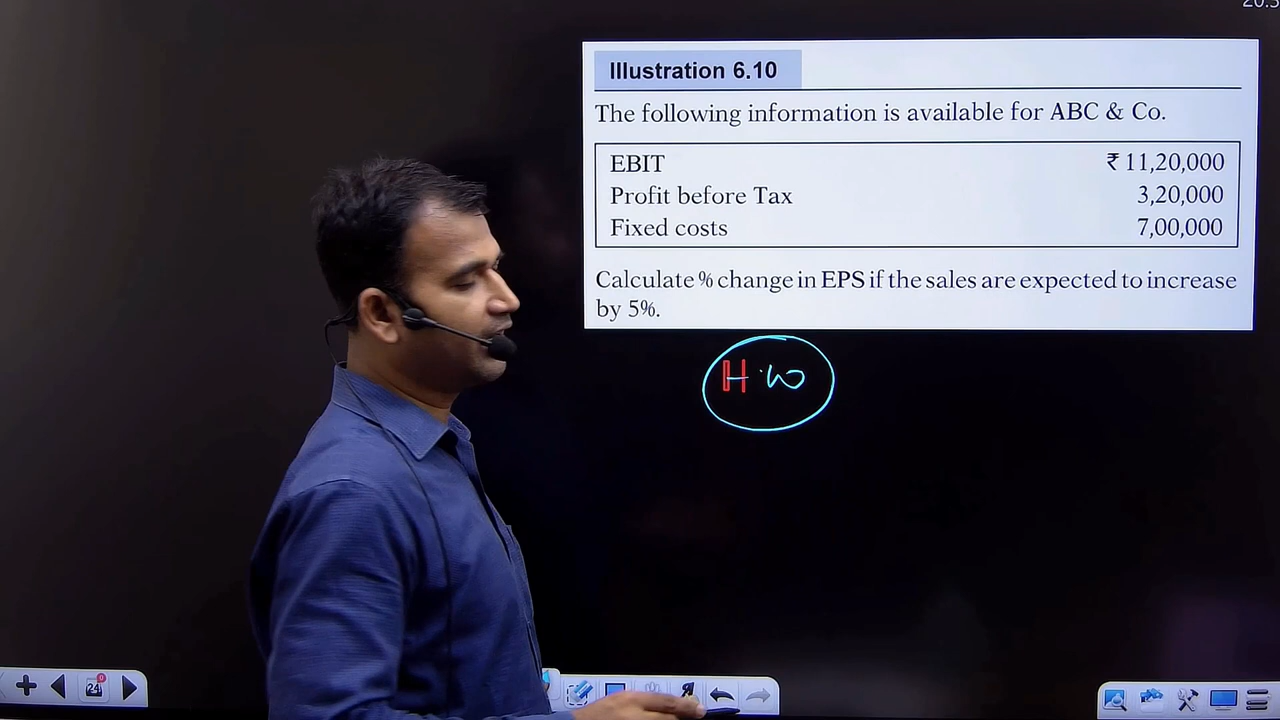 Illustration 6.10
The following information is available for ABC & Co.
EBIT ₹ 11,20,000
Profit before Tax 3,20,000
Fixed costs 7,00,000
Calculate % change in EPS if the sales are expected to increase
by 5%.
H.W
24